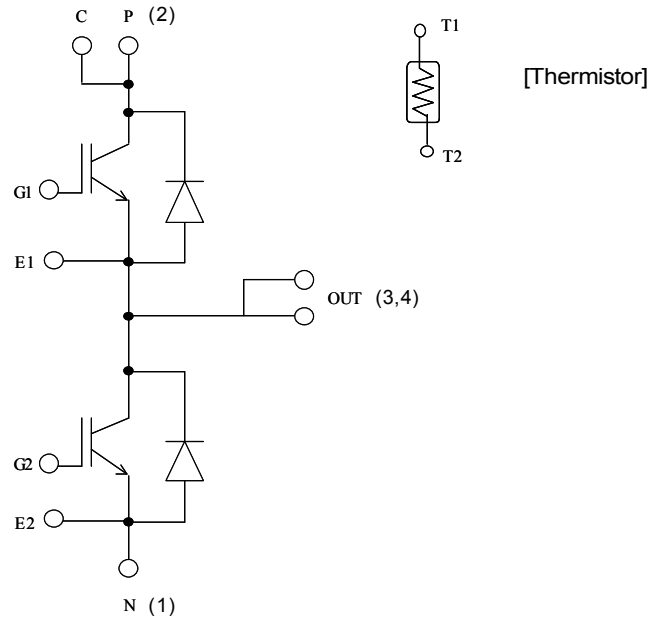 C P (2)
T1
[Thermistor]
T2
G1
E1
OUT (3,4)
G2
E2
N (1)